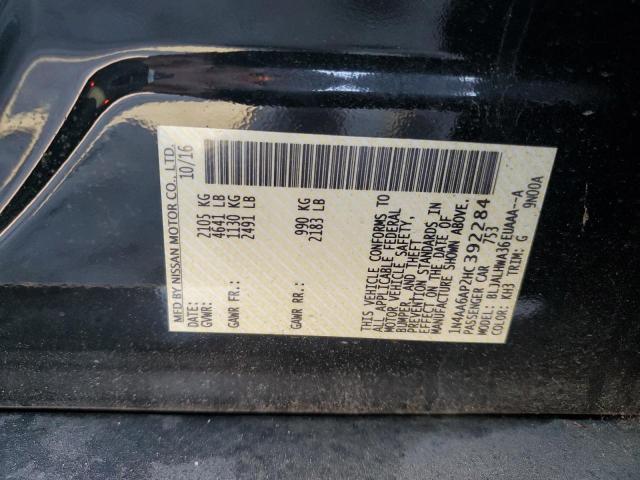 MFD BY NISSAN MOTOR CO., LTD.
DATE: 10/16
GVWR: 2105 KG
4641 LB
GAWR FR: 1130 KG
2491 LB
GAWR RR: 990 KG
2183 LB
THIS VEHICLE CONFORMS TO
ALL APPLICABLE FEDERAL
MOTOR VEHICLE SAFETY,
BUMPER, AND THEFT
PREVENTION STANDARDS IN
EFFECT ON THE DATE OF
MANUFACTURE SHOWN ABOVE.
1N4AA6AP2HC392284
PASSENGER CAR 753
MODEL: BLJALHWA36EUAAA--A
COLOR: KH3 TRIM: G 9N00A